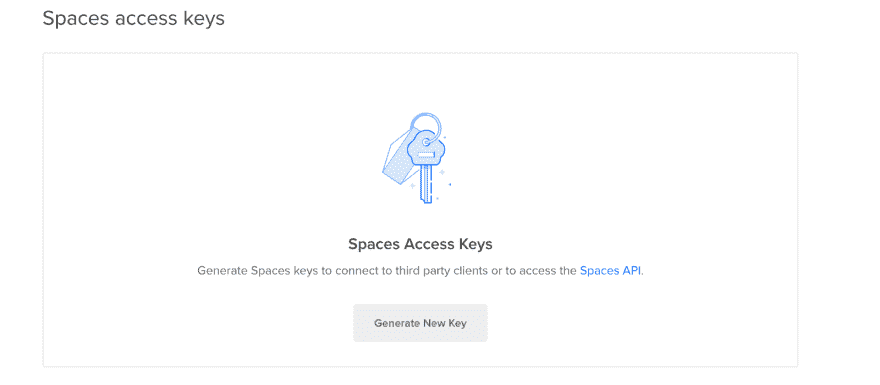 Spaces access keys
Spaces Access Keys
Generate Spaces keys to connect to third party clients or to access the Spaces API.
Generate New Key